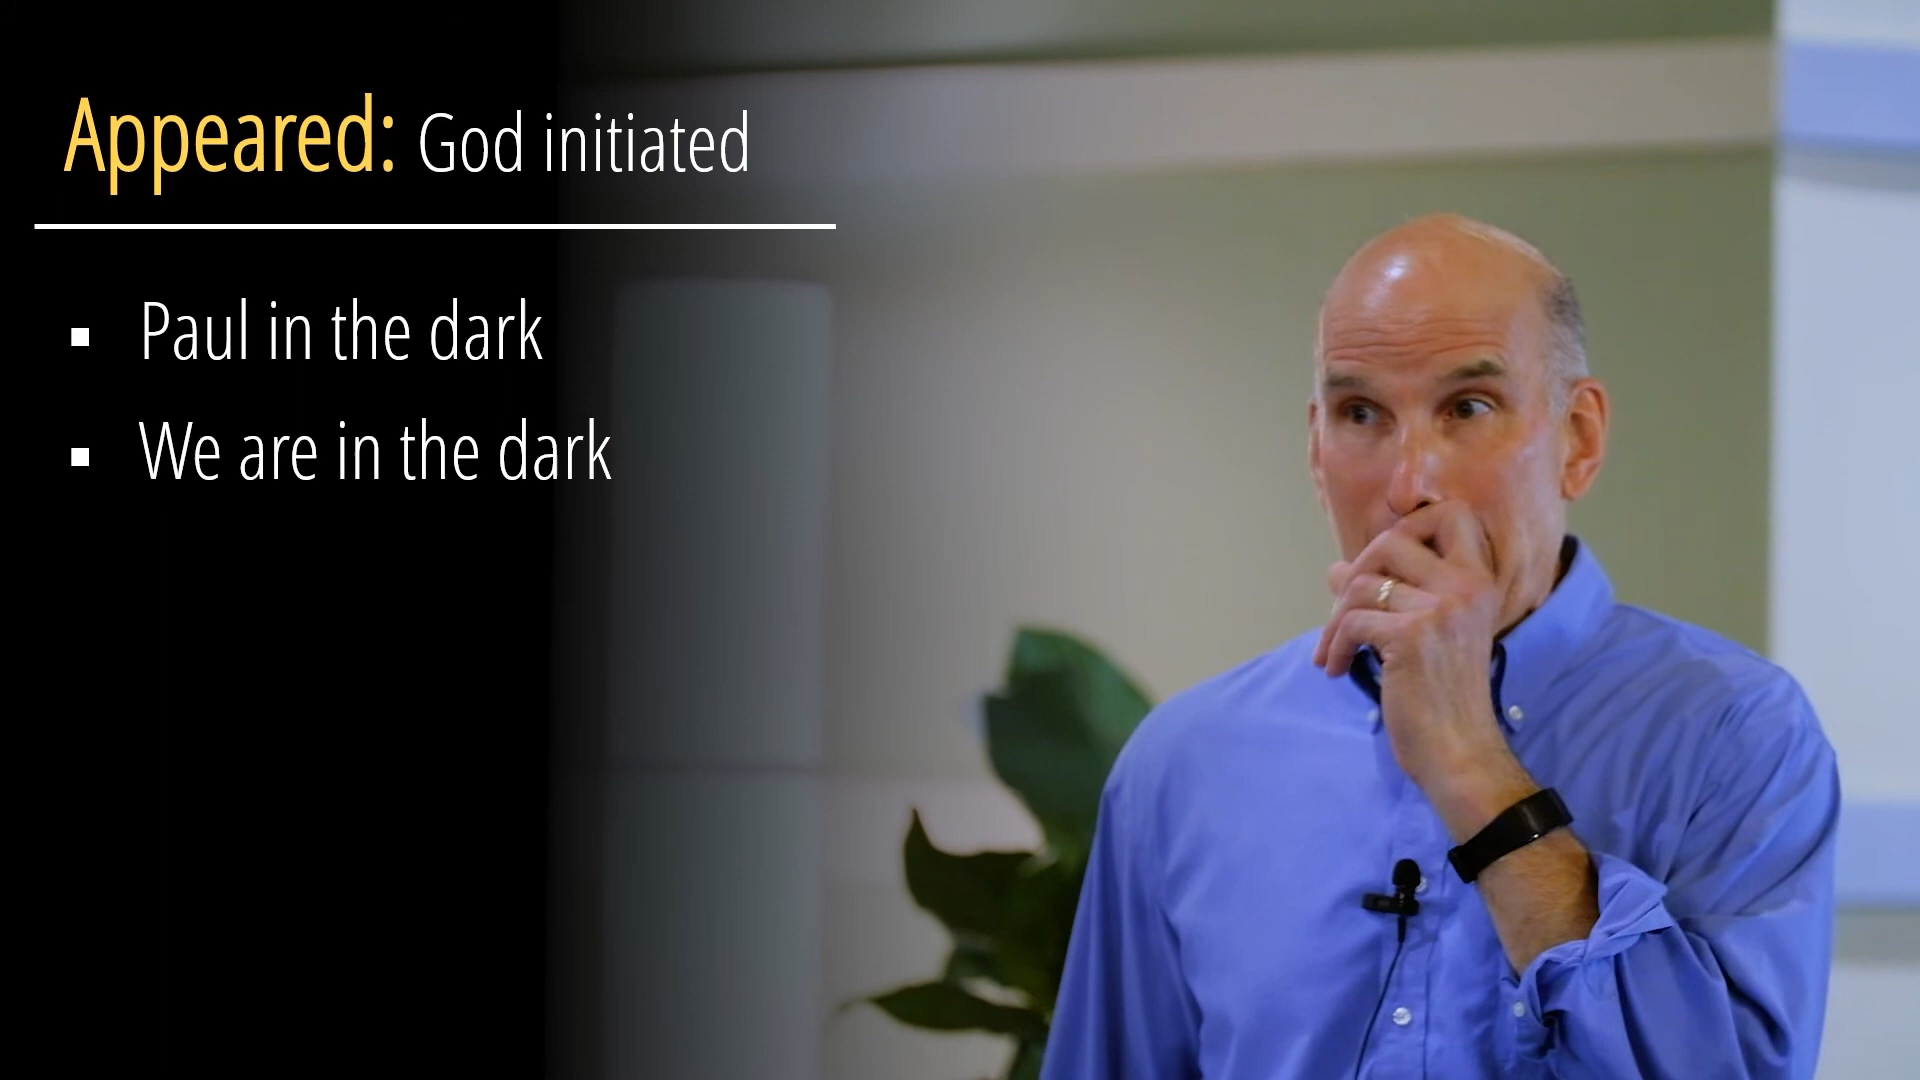 Appeared: God initiated
▪ Paul in the dark
▪ We are in the dark